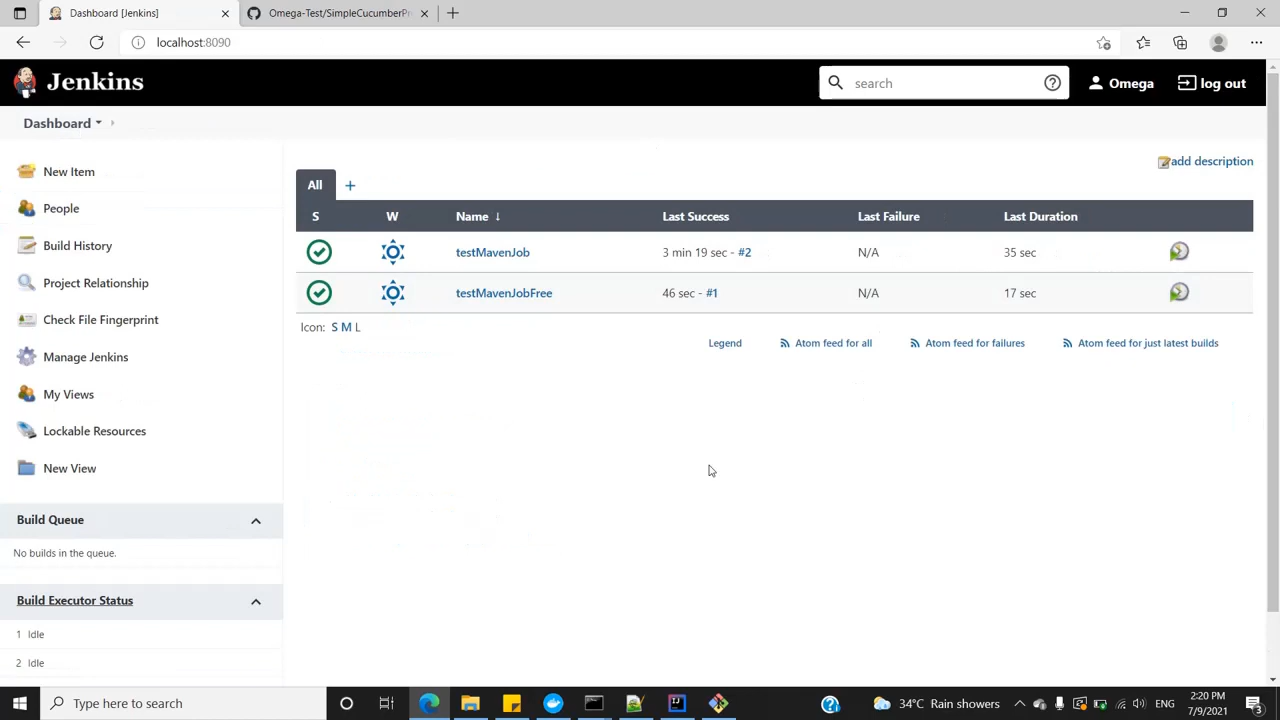 Dashboard [Jenkins]
Omega-Test/SimpleCucumberPr
localhost:8090
Jenkins
search
Omega
log out
Dashboard
New Item
People
Build History
Project Relationship
Check File Fingerprint
Manage Jenkins
My Views
Lockable Resources
New View
Build Queue
No builds in the queue.
Build Executor Status
1 Idle
2 Idle
add description
All +
S W Name ↓ Last Success Last Failure Last Duration
testMavenJob 3 min 19 sec - #2 N/A 35 sec
testMavenJobFree 46 sec - #1 N/A 17 sec
Icon: S M L
Legend Atom feed for all Atom feed for failures Atom feed for just latest builds
Type here to search
34°C Rain showers
ENG
2:20 PM
7/9/2021
3